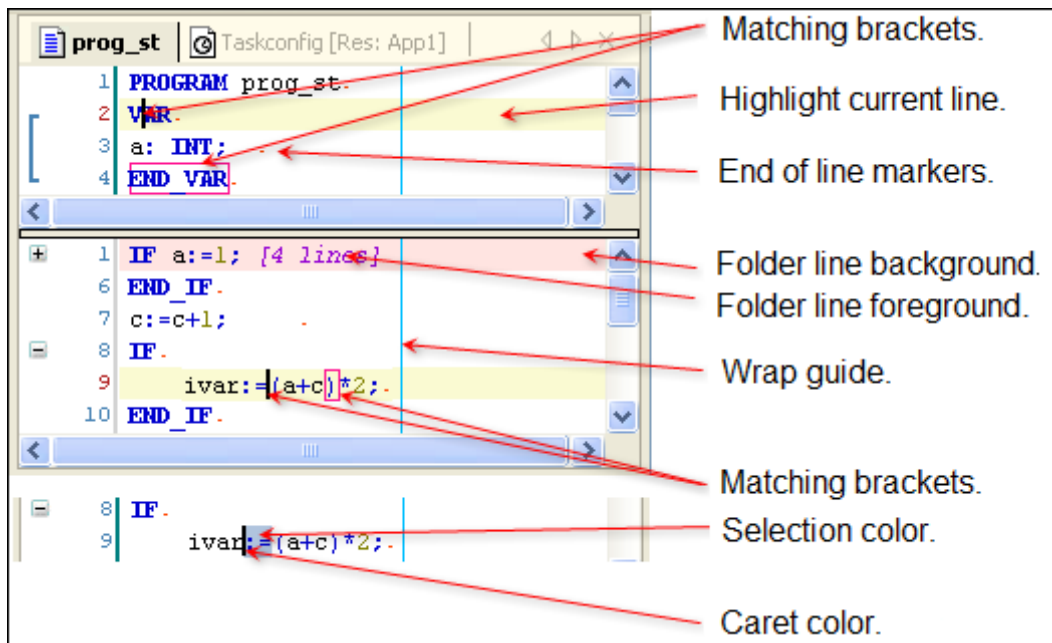 prog_st Taskconfig [Res: App1]
1 PROGRAM prog_st
2 VAR
3 a: INT;
4 END_VAR
1 IF a:=1; [4 lines]
6 END_IF
7 c:=c+1;
8 IF
9 ivar:=(a+c)*2;
10 END_IF
8 IF
9 ivar:=(a+c)*2;
Matching brackets.
Highlight current line.
End of line markers.
Folder line background.
Folder line foreground.
Wrap guide.
Matching brackets.
Selection color.
Caret color.